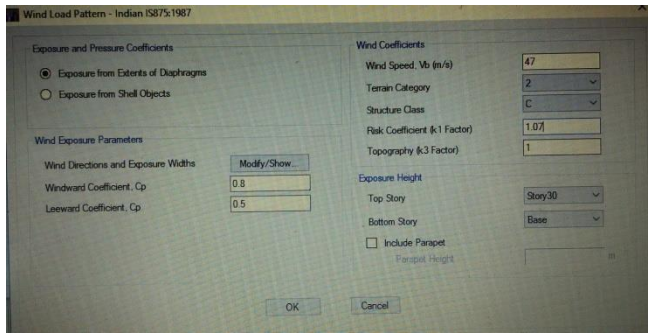 Wind Load Pattern - Indian IS875:1987
Exposure and Pressure Coefficients
Exposure from Extents of Diaphragms
Exposure from Shell Objects
Wind Exposure Parameters
Wind Directions and Exposure Widths
Modify/Show...
Windward Coefficient, Cp
0.8
Leeward Coefficient, Cp
0.5
Wind Coefficients
Wind Speed, Vb (m/s)
47
Terrain Category
2
Structure Class
C
Risk Coefficient (k1 Factor)
1.07
Topography (k3 Factor)
1
Exposure Height
Top Story
Story30
Bottom Story
Base
Include Parapet
Parapet Height
m
OK
Cancel